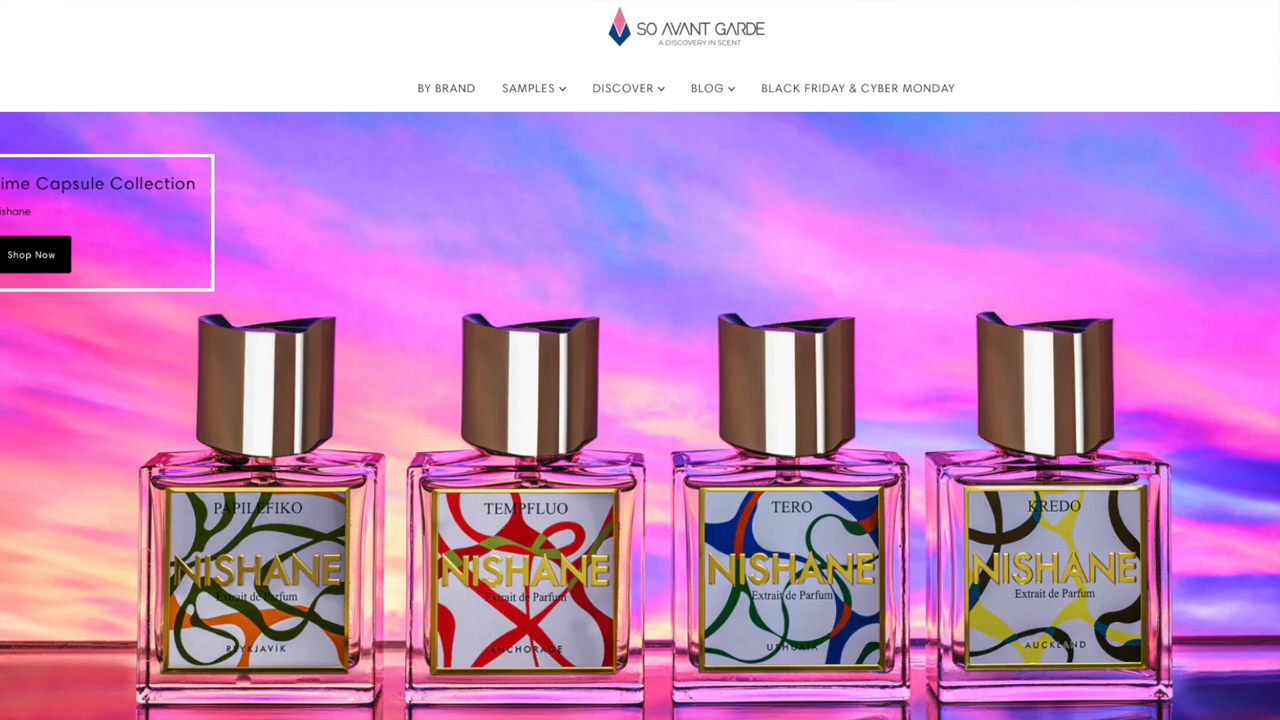 SO AVANT GARDE
A DISCOVERY IN SCENT
BY BRAND SAMPLES DISCOVER BLOG BLACK FRIDAY & CYBER MONDAY
ime Capsule Collection
ishane
Shop Now
PAPILEFIKO
NISHANE
Extrait de Parfum
REYKJAVÍK
TEMPFLUO
NISHANE
Extrait de Parfum
ANCHORAGE
TERO
NISHANE
Extrait de Parfum
USHUAIA
KREDO
NISHANE
Extrait de Parfum
AUCKLAND